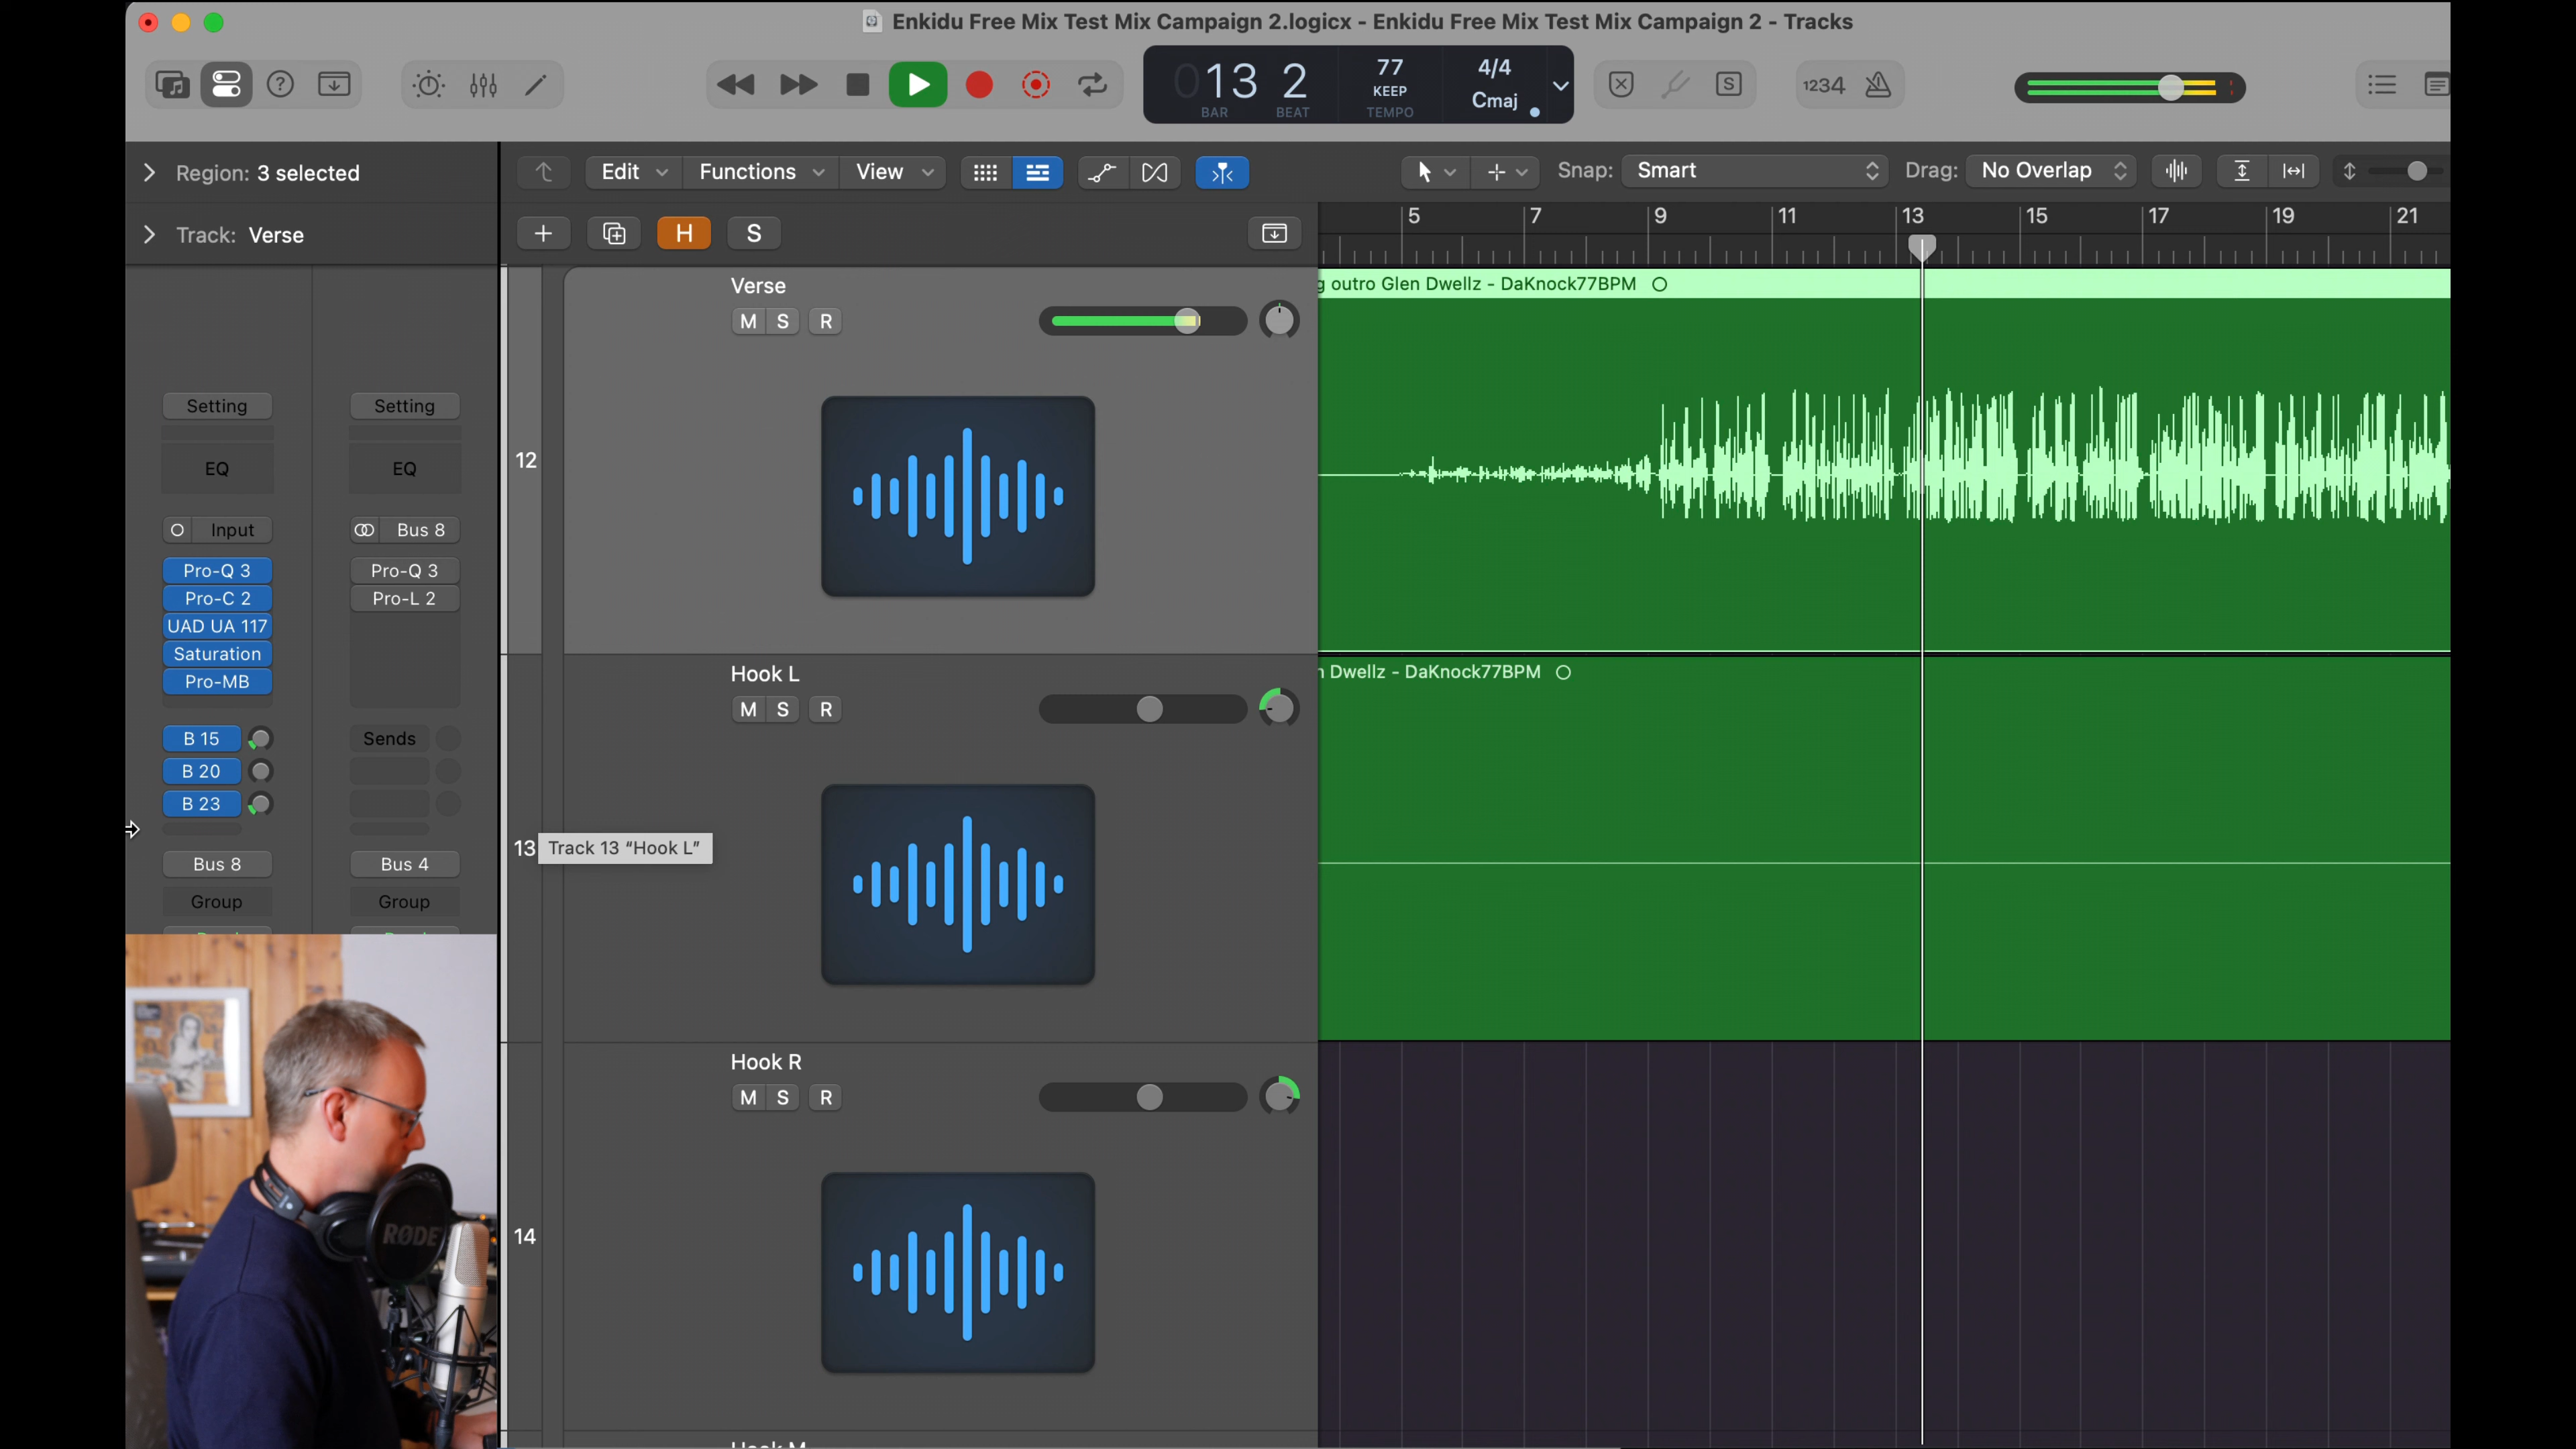 Enkidu Free Mix Test Mix Campaign 2.logicx - Enkidu Free Mix Test Mix Campaign 2 - Tracks
13 2 77 4/4
KEEP Cmaj
BAR BEAT TEMPO
S 1234
Region: 3 selected
Edit Functions View Snap: Smart Drag: No Overlap
Track: Verse
+ H S
5 7 9 11 13 15 17 19 21
Verse
M S R
g outro Glen Dwellz - DaKnock77BPM
Setting Setting
EQ EQ
12
Input Bus 8
Pro-Q 3 Pro-Q 3
Pro-C 2 Pro-L 2
UAD UA 117
Saturation
Pro-MB
Hook L
M S R
n Dwellz - DaKnock77BPM
B 15 Sends
B 20
B 23
13 Track 13 “Hook L”
Bus 8 Bus 4
Group Group
Hook R
M S R
14
RØDE